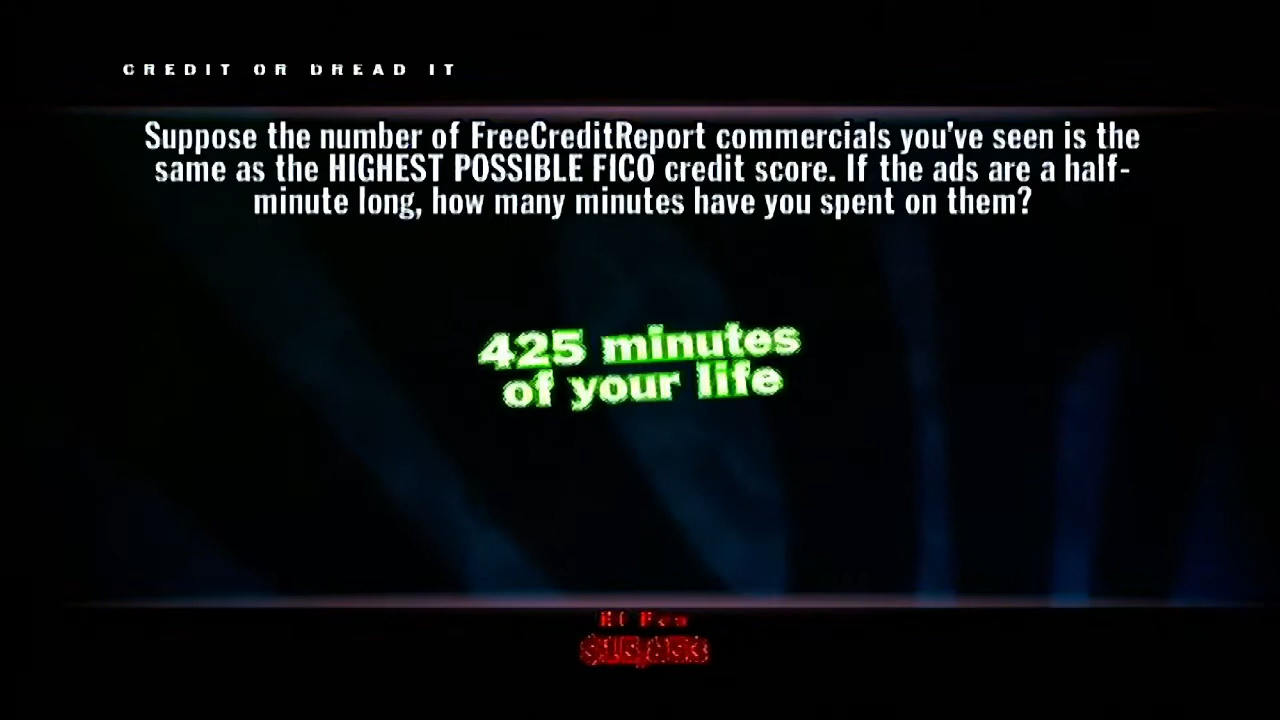 CREDIT OR DREAD IT
Suppose the number of FreeCreditReport commercials you've seen is the
same as the HIGHEST POSSIBLE FICO credit score. If the ads are a half-
minute long, how many minutes have you spent on them?
425 minutes
of your life